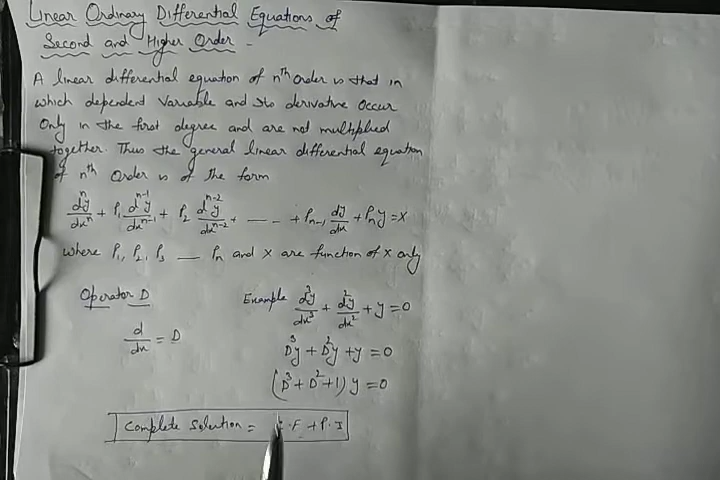 Linear Ordinary Differential Equations of
Second and Higher Order -
A linear differential equation of nth order is that in
which dependent variable and its derivative occur
Only in the first degree and are not multiplied
together. Thus the general linear differential equation
of nth Order is of the form
dⁿy/dxⁿ + P₁ dⁿ⁻¹y/dxⁿ⁻¹ + P₂ dⁿ⁻²y/dxⁿ⁻² + - - - + Pₙ₋₁ dy/dx + Pₙy = X
where P₁, P₂, P₃ — Pₙ and X are function of x only
Operator D
d/dx = D
Example d³y/dx³ + d²y/dx² + y = 0
D³y + D²y + y = 0
(D³ + D² + 1) y = 0
Complete Solution = C.F + P.I